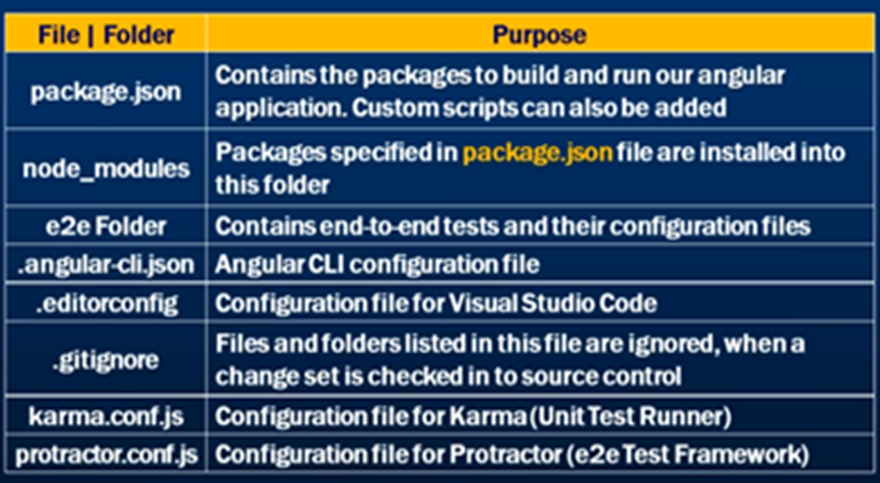 File | Folder
Purpose
package.json
Contains the packages to build and run our angular
application. Custom scripts can also be added
node_modules
Packages specified in package.json file are installed into
this folder
e2e Folder
Contains end-to-end tests and their configuration files
.angular-cli.json
Angular CLI configuration file
.editorconfig
Configuration file for Visual Studio Code
.gitignore
Files and folders listed in this file are ignored, when a
change set is checked in to source control
karma.conf.js
Configuration file for Karma (Unit Test Runner)
protractor.conf.js
Configuration file for Protractor (e2e Test Framework)